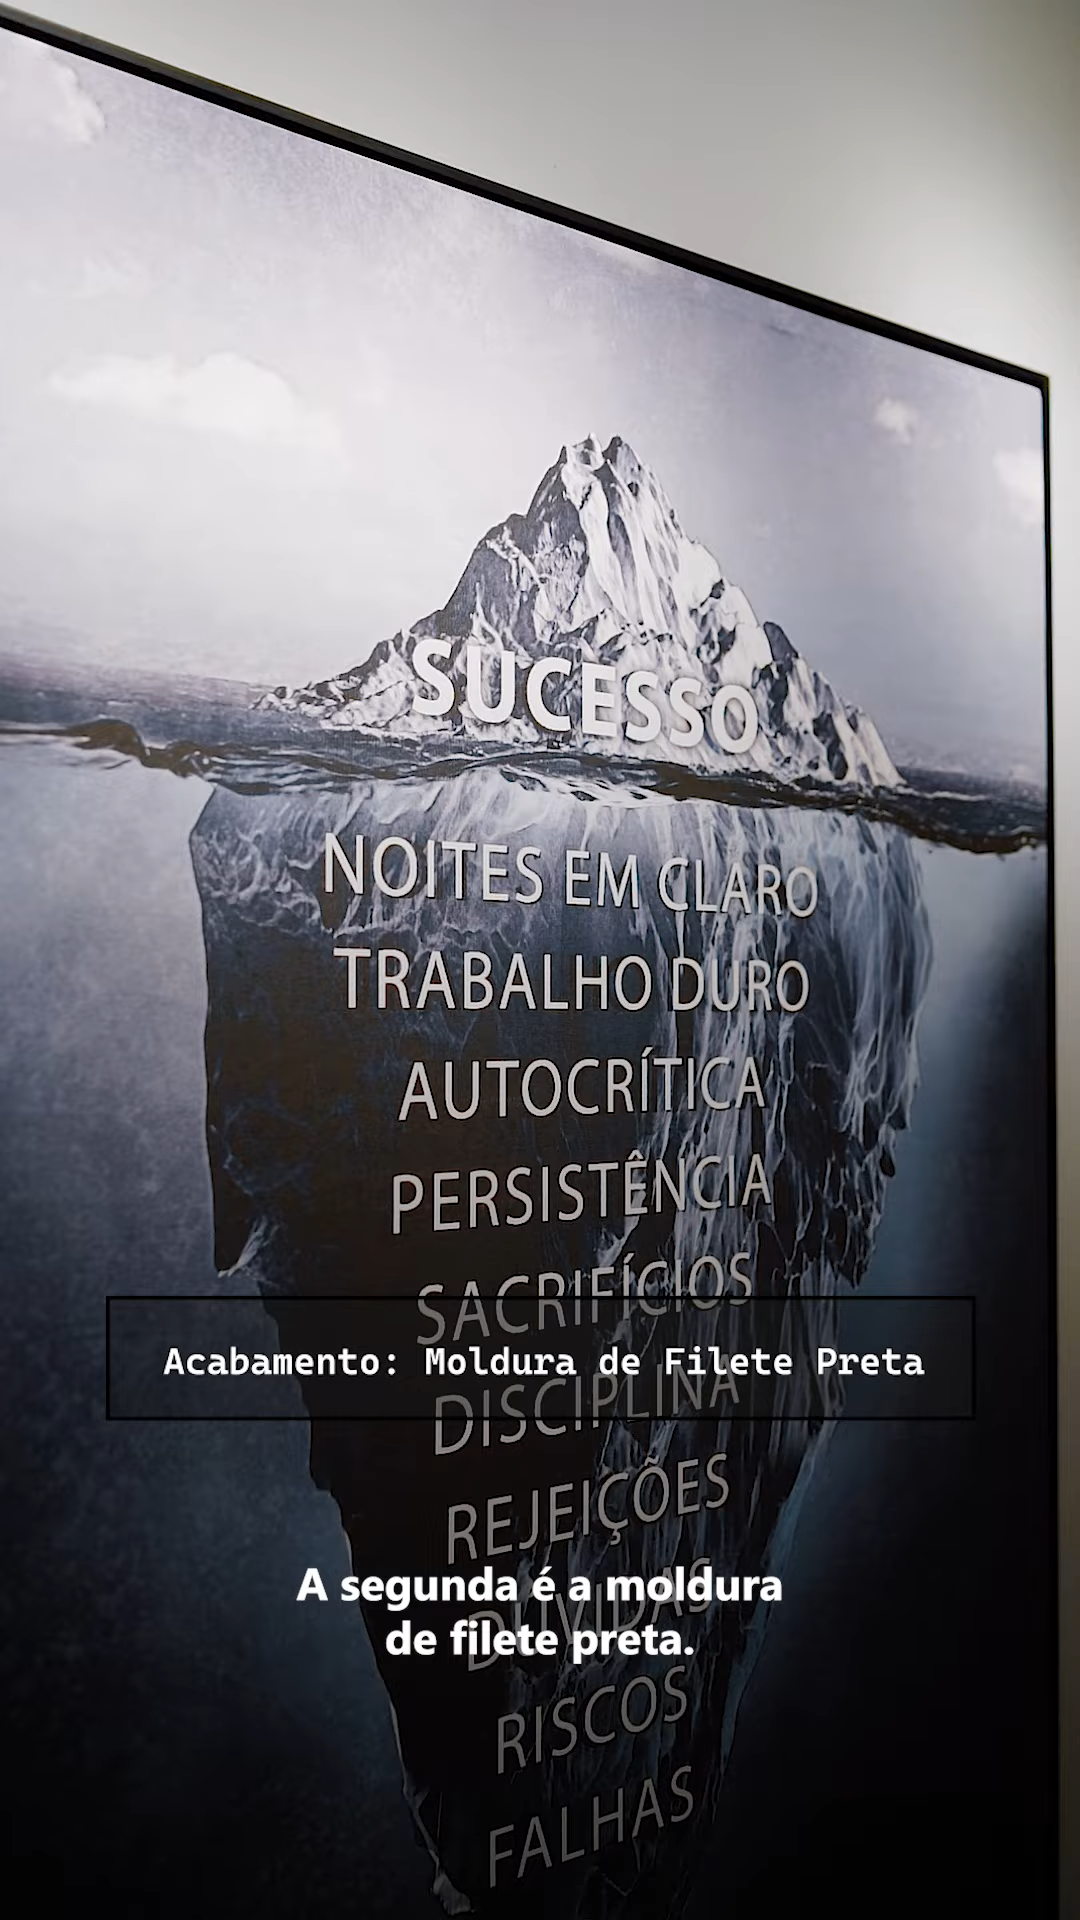 SUCESSO
NOITES EM CLARO
TRABALHO DURO
AUTOCRÍTICA
PERSISTÊNCIA
SACRIFÍCIOS
Acabamento: Moldura de Filete Preta
DISCIPLINA
REJEIÇÕES
A segunda é a moldura
DÚVIDAS
de filete preta.
RISCOS
FALHAS